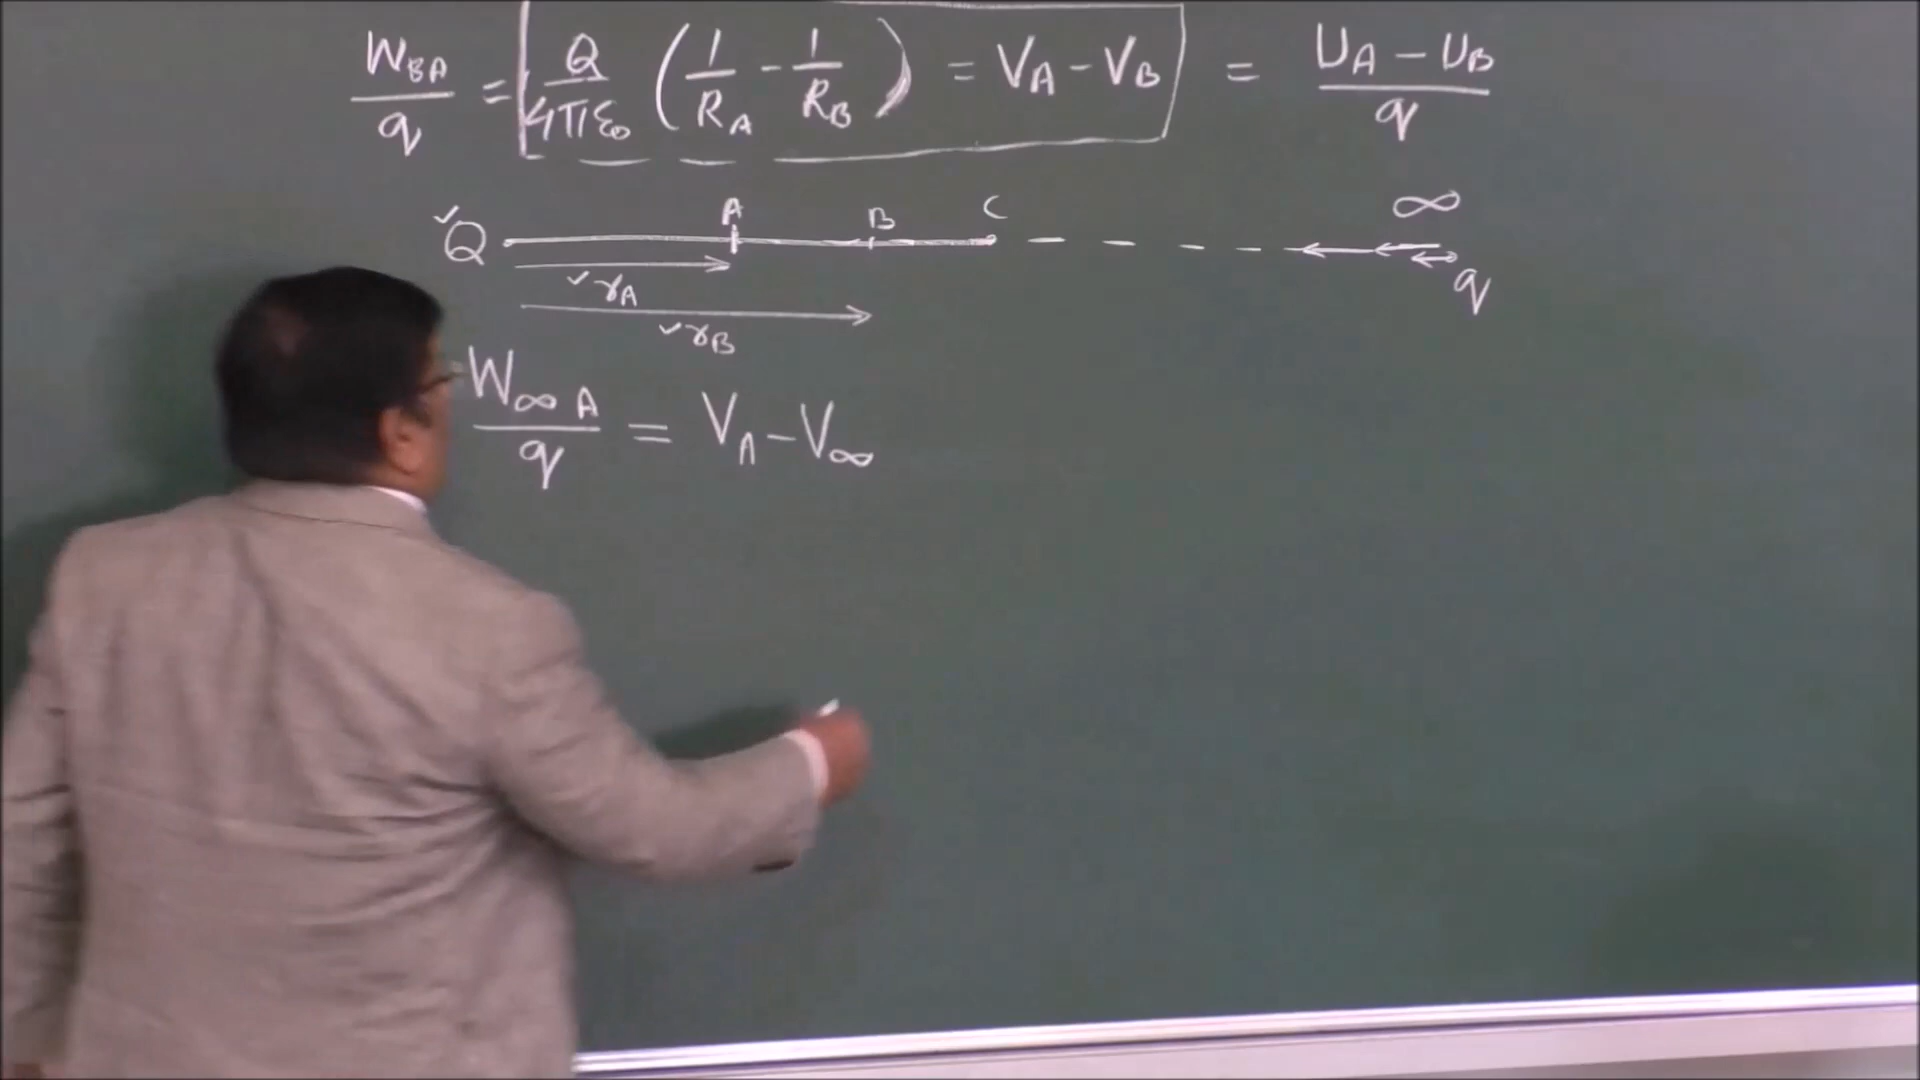 W_BA/q = Q/4πε₀ (1/R_A - 1/R_B) = V_A - V_B = U_A - U_B/q
A B C ∞
Q q
r_A
r_B
W_∞A/q = V_A - V_∞